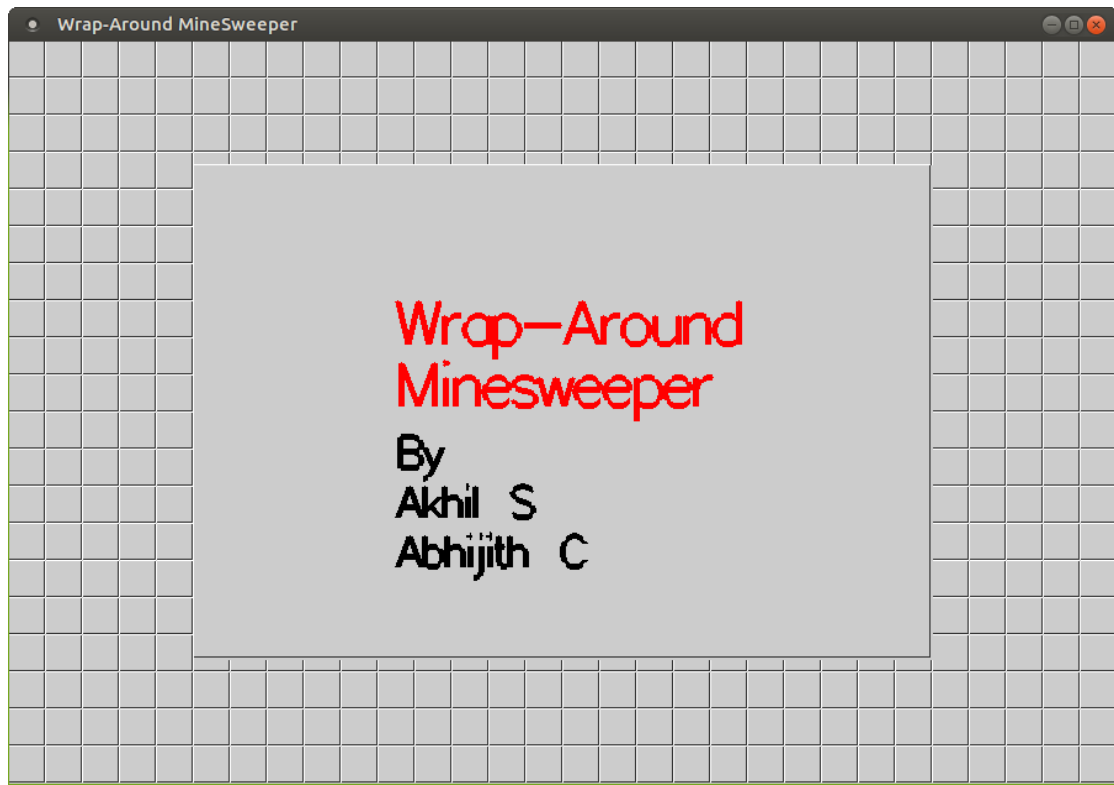 Wrap-Around MineSweeper
Wrap-Around
Minesweeper
By
Akhil S
Abhijith C